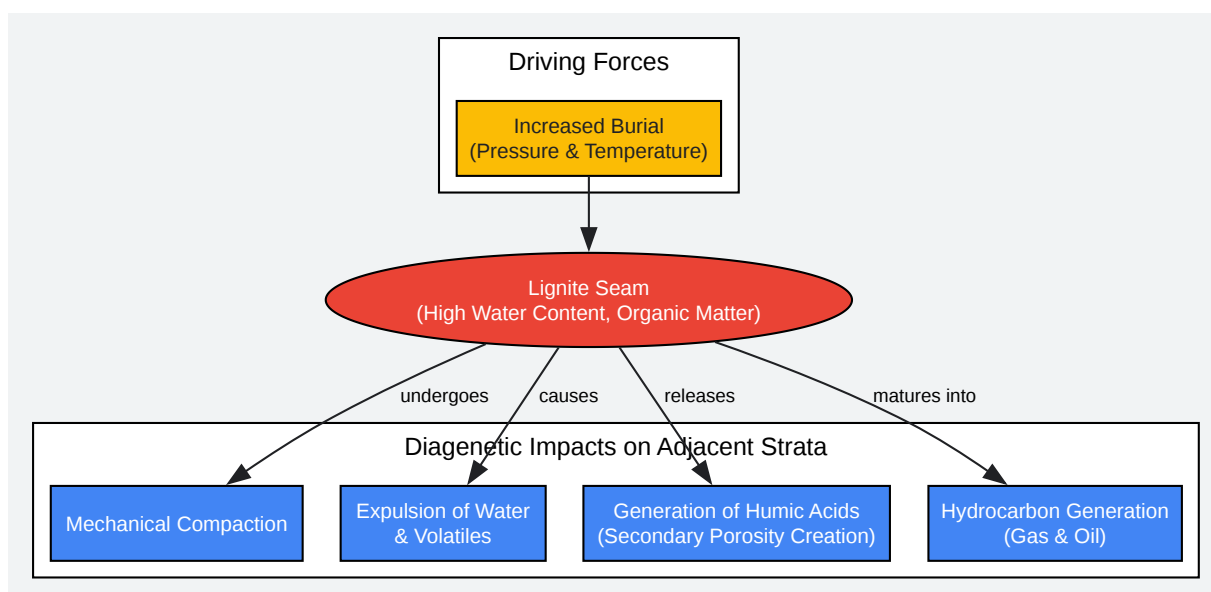 Driving Forces
Increased Burial
(Pressure & Temperature)
Lignite Seam
(High Water Content, Organic Matter)
undergoes
causes
releases
matures into
Diagenetic Impacts on Adjacent Strata
Mechanical Compaction
Expulsion of Water
& Volatiles
Generation of Humic Acids
(Secondary Porosity Creation)
Hydrocarbon Generation
(Gas & Oil)